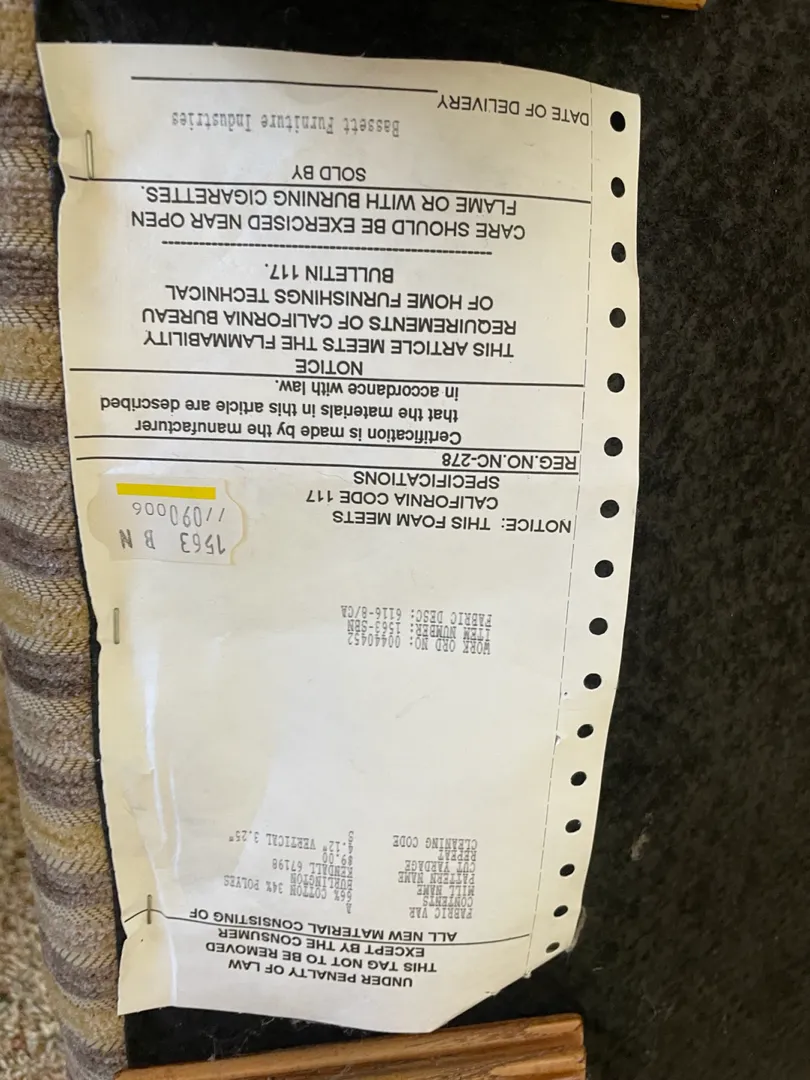 UNDER PENALTY OF LAW
THIS TAG NOT TO BE REMOVED
EXCEPT BY THE CONSUMER
ALL NEW MATERIAL CONSISTING OF
FABRIC VAR A
CONTENTS 66% COTTON 34% POLYES
MILL NAME BURLINGTON
PATTERN NAME KENDALL 67198
CUT YARDAGE $9.00
REPEAT 4.12" VERTICAL 3.25"
CLEANING CODE S
WORK ORD NO: 00440452
ITEM NUMBER: 1563-SBN
FABRIC DESC: 6116-8/CA
1563 B N
11090006
NOTICE: THIS FOAM MEETS
CALIFORNIA CODE 117
SPECIFICATIONS
REG.NO.NC-278
Certification is made by the manufacturer
that the materials in this article are described
in accordance with law.
NOTICE
THIS ARTICLE MEETS THE FLAMMABILITY
REQUIREMENTS OF CALIFORNIA BUREAU
OF HOME FURNISHINGS TECHNICAL
BULLETIN 117.
CARE SHOULD BE EXERCISED NEAR OPEN
FLAME OR WITH BURNING CIGARETTES.
SOLD BY
Bassett Furniture Industries
DATE OF DELIVERY